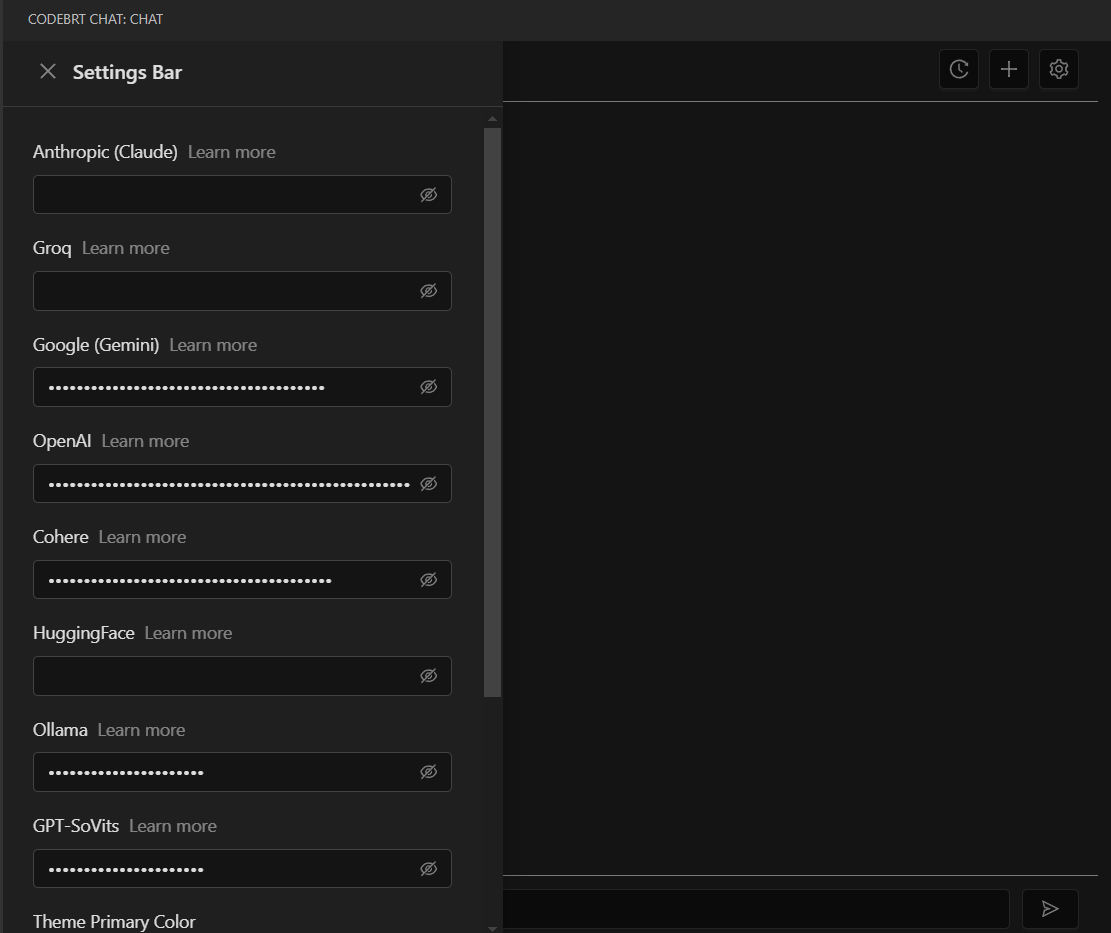 CODEBRT CHAT: CHAT
Settings Bar
Anthropic (Claude) Learn more
Groq Learn more
Google (Gemini) Learn more
OpenAI Learn more
Cohere Learn more
HuggingFace Learn more
Ollama Learn more
GPT-SoVits Learn more
Theme Primary Color